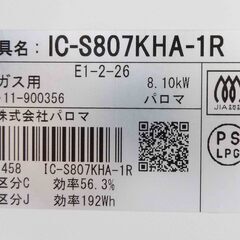 具名： IC-S807KHA-1R
ガス用 E1-2-26 8.10kW
-11-900356 パロマ
株式会社パロマ
458 IC-S807KHA-1R
区分C 効率56.3%
区分J 効率192Wh
JIA
PS
LPG